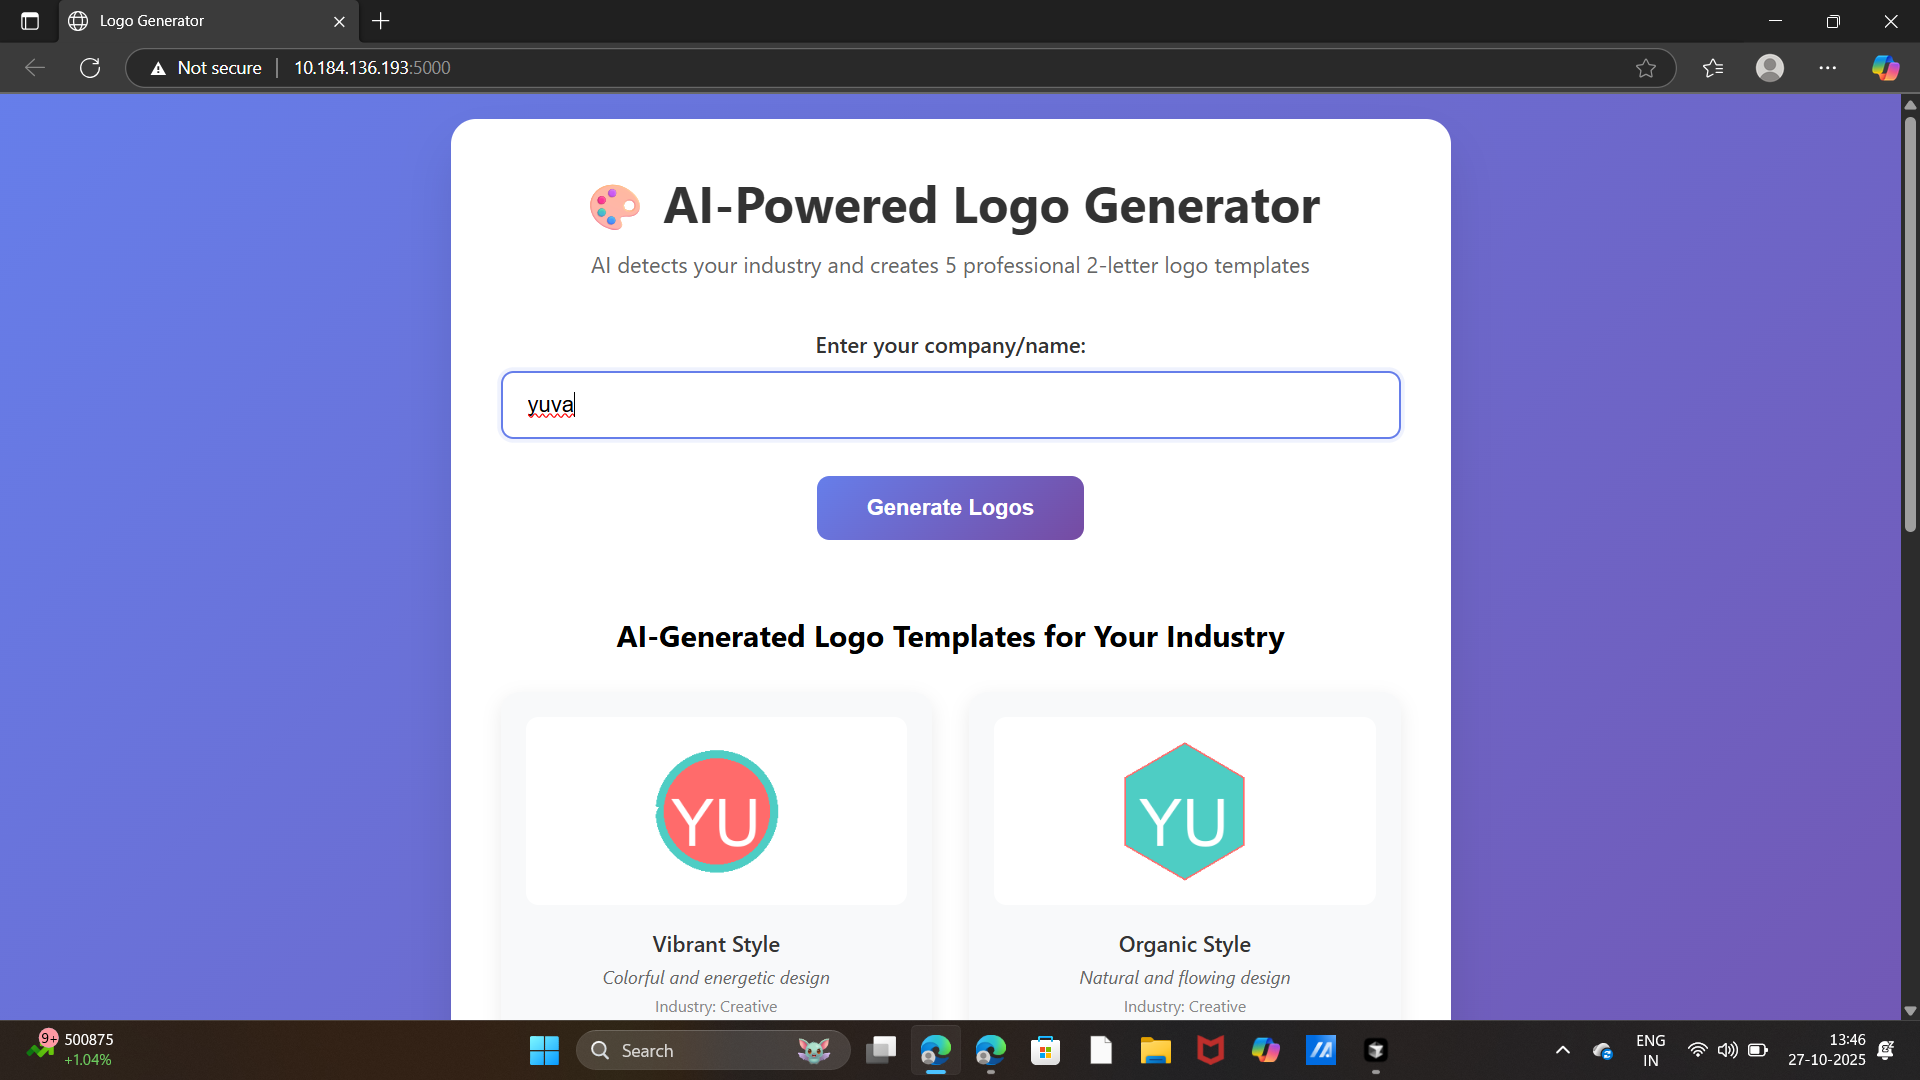 Logo Generator
Not secure
10.184.136.193:5000
AI-Powered Logo Generator
AI detects your industry and creates 5 professional 2-letter logo templates
Enter your company/name:
yuva
Generate Logos
AI-Generated Logo Templates for Your Industry
YU
YU
Vibrant Style
Organic Style
Colorful and energetic design
Natural and flowing design
Industry: Creative
Industry: Creative
9+
500875
+1.04%
Search
ENG
IN
13:46
27-10-2025